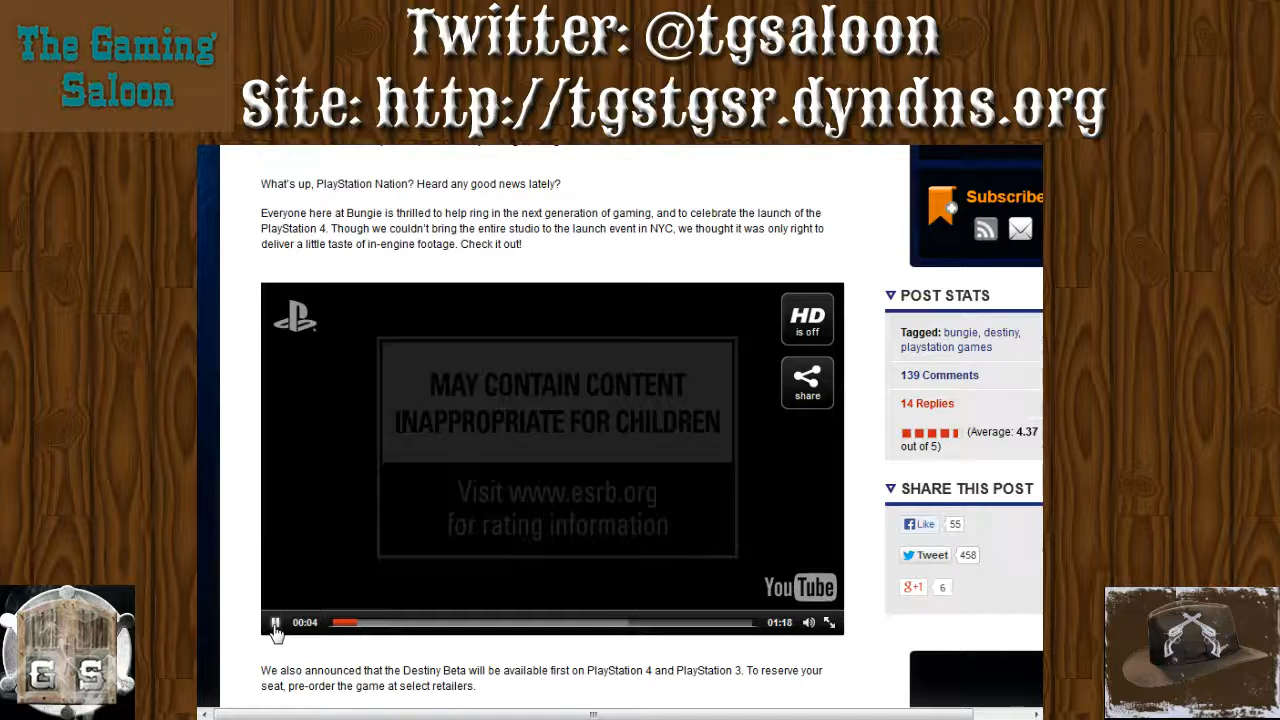 The Gaming
Saloon
Twitter: @tgsaloon
Site: http://tgstgsr.dyndns.org
What's up, PlayStation Nation? Heard any good news lately?
Everyone here at Bungie is thrilled to help ring in the next generation of gaming, and to celebrate the launch of the
PlayStation 4. Though we couldn't bring the entire studio to the launch event in NYC, we thought it was only right to
deliver a little taste of in-engine footage. Check it out!
HD
is off
share
MAY CONTAIN CONTENT
INAPPROPRIATE FOR CHILDREN
Visit www.esrb.org
for rating information
YouTube
00:04
01:18
We also announced that the Destiny Beta will be available first on PlayStation 4 and PlayStation 3. To reserve your
seat, pre-order the game at select retailers.
Subscribe
POST STATS
Tagged: bungie, destiny,
playstation games
139 Comments
14 Replies
(Average: 4.37
out of 5)
SHARE THIS POST
Like 55
Tweet 458
g+1 6
G S